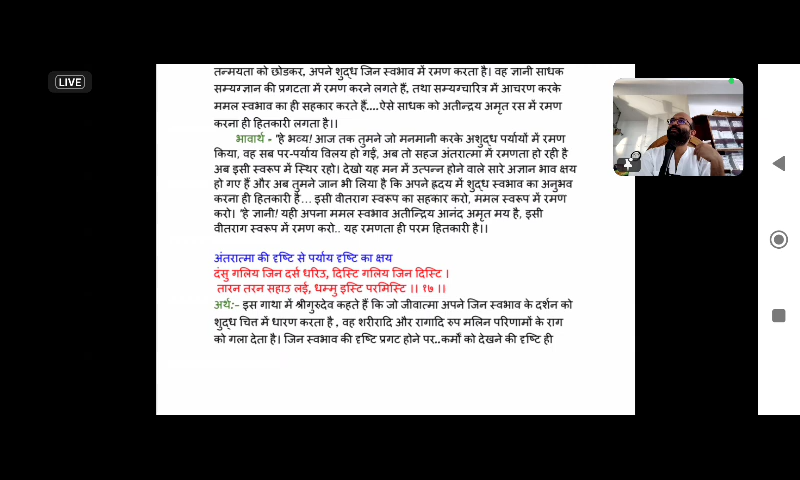 LIVE
तन्मयता को छोडकर, अपने शुद्ध जिन स्वभाव में रमण करता है। वह ज्ञानी साधक
सम्यग्ज्ञान की प्रगटता में रमण करने लगते हैं, तथा सम्यग्चारित्र में आचरण करके
ममल स्वभाव का ही सहकार करते हैं....ऐसे साधक को अतीन्द्रिय अमृत रस में रमण
करना ही हितकारी लगता है।।
भावार्थ - "हे भव्य! आज तक तुमने जो मनमानी करके अशुद्ध पर्यायों में रमण
किया, वह सब पर-पर्याय विलय हो गई, अब तो सहज अंतरात्मा में रमणता हो रही है
अब इसी स्वरूप में स्थिर रहो। देखो यह मन में उत्पन्न होने वाले सारे अज्ञान भाव क्षय
हो गए हैं और अब तुमने जान भी लिया है कि अपने ह्रदय में शुद्ध स्वभाव का अनुभव
करना ही हितकारी है... इसी वीतराग स्वरूप का सहकार करो, ममल स्वरूप में रमण
करो। "हे ज्ञानी! यही अपना ममल स्वभाव अतीन्द्रिय आनंद अमृत मय है, इसी
वीतराग स्वरूप में रमण करो.. यह रमणता ही परम हितकारी है।।
अंतरात्मा की दृष्टि से पर्याय दृष्टि का क्षय
दंसु गलिय जिन दर्स धरिउ, दिस्टि गलिय जिन दिस्टि ।
तारन तरन सहाउ लई, धम्मु इस्टि परमिस्टि ।। १७ ।।
अर्थ:- इस गाथा में श्रीगुरुदेव कहते हैं कि जो जीवात्मा अपने जिन स्वभाव के दर्शन को
शुद्ध चित्त में धारण करता है , वह शरीरादि और रागादि रुप मलिन परिणामों के राग
को गला देता है। जिन स्वभाव की दृष्टि प्रगट होने पर..कर्मों को देखने की दृष्टि ही